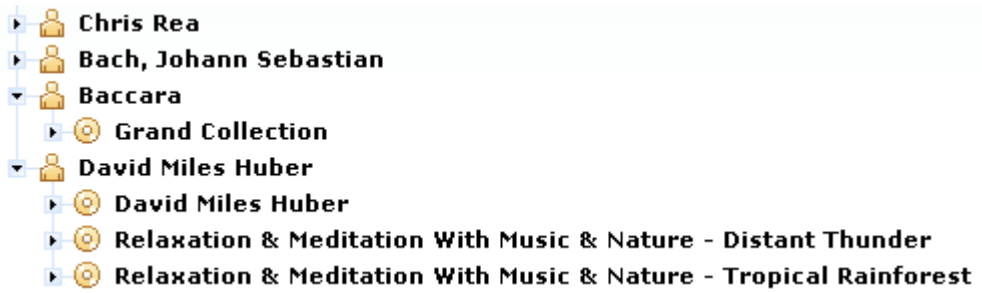 Chris Rea
Bach, Johann Sebastian
Baccara
Grand Collection
David Miles Huber
David Miles Huber
Relaxation & Meditation With Music & Nature - Distant Thunder
Relaxation & Meditation With Music & Nature - Tropical Rainforest